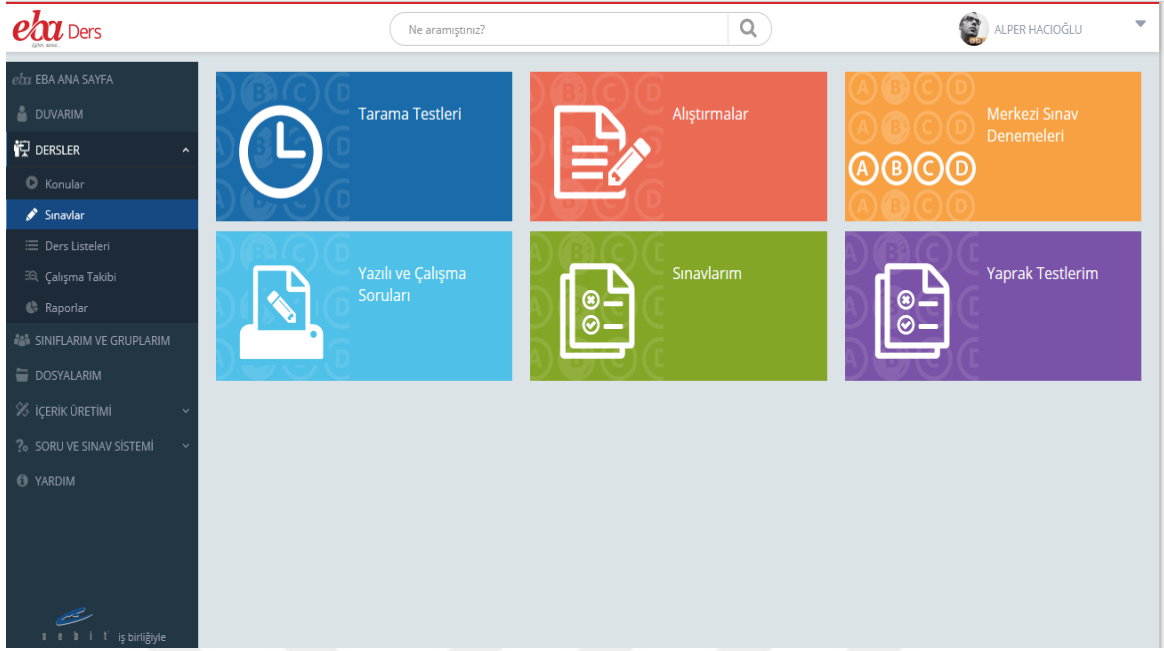 eba Ders
Ne aramıştınız?
ALPER HACIOĞLU
eba EBA ANA SAYFA
DUVARIM
DERSLER
Konular
Sınavlar
Ders Listeleri
Çalışma Takibi
Raporlar
SINIFLARIM VE GRUPLARIM
DOSYALARIM
İÇERİK ÜRETİMİ
SORU VE SINAV SİSTEMİ
YARDIM
sebit iş birliğiyle
Tarama Testleri
Alıştırmalar
Merkezi Sınav
Denemeleri
A B C D
Yazılı ve Çalışma
Soruları
Sınavlarım
Yaprak Testlerim